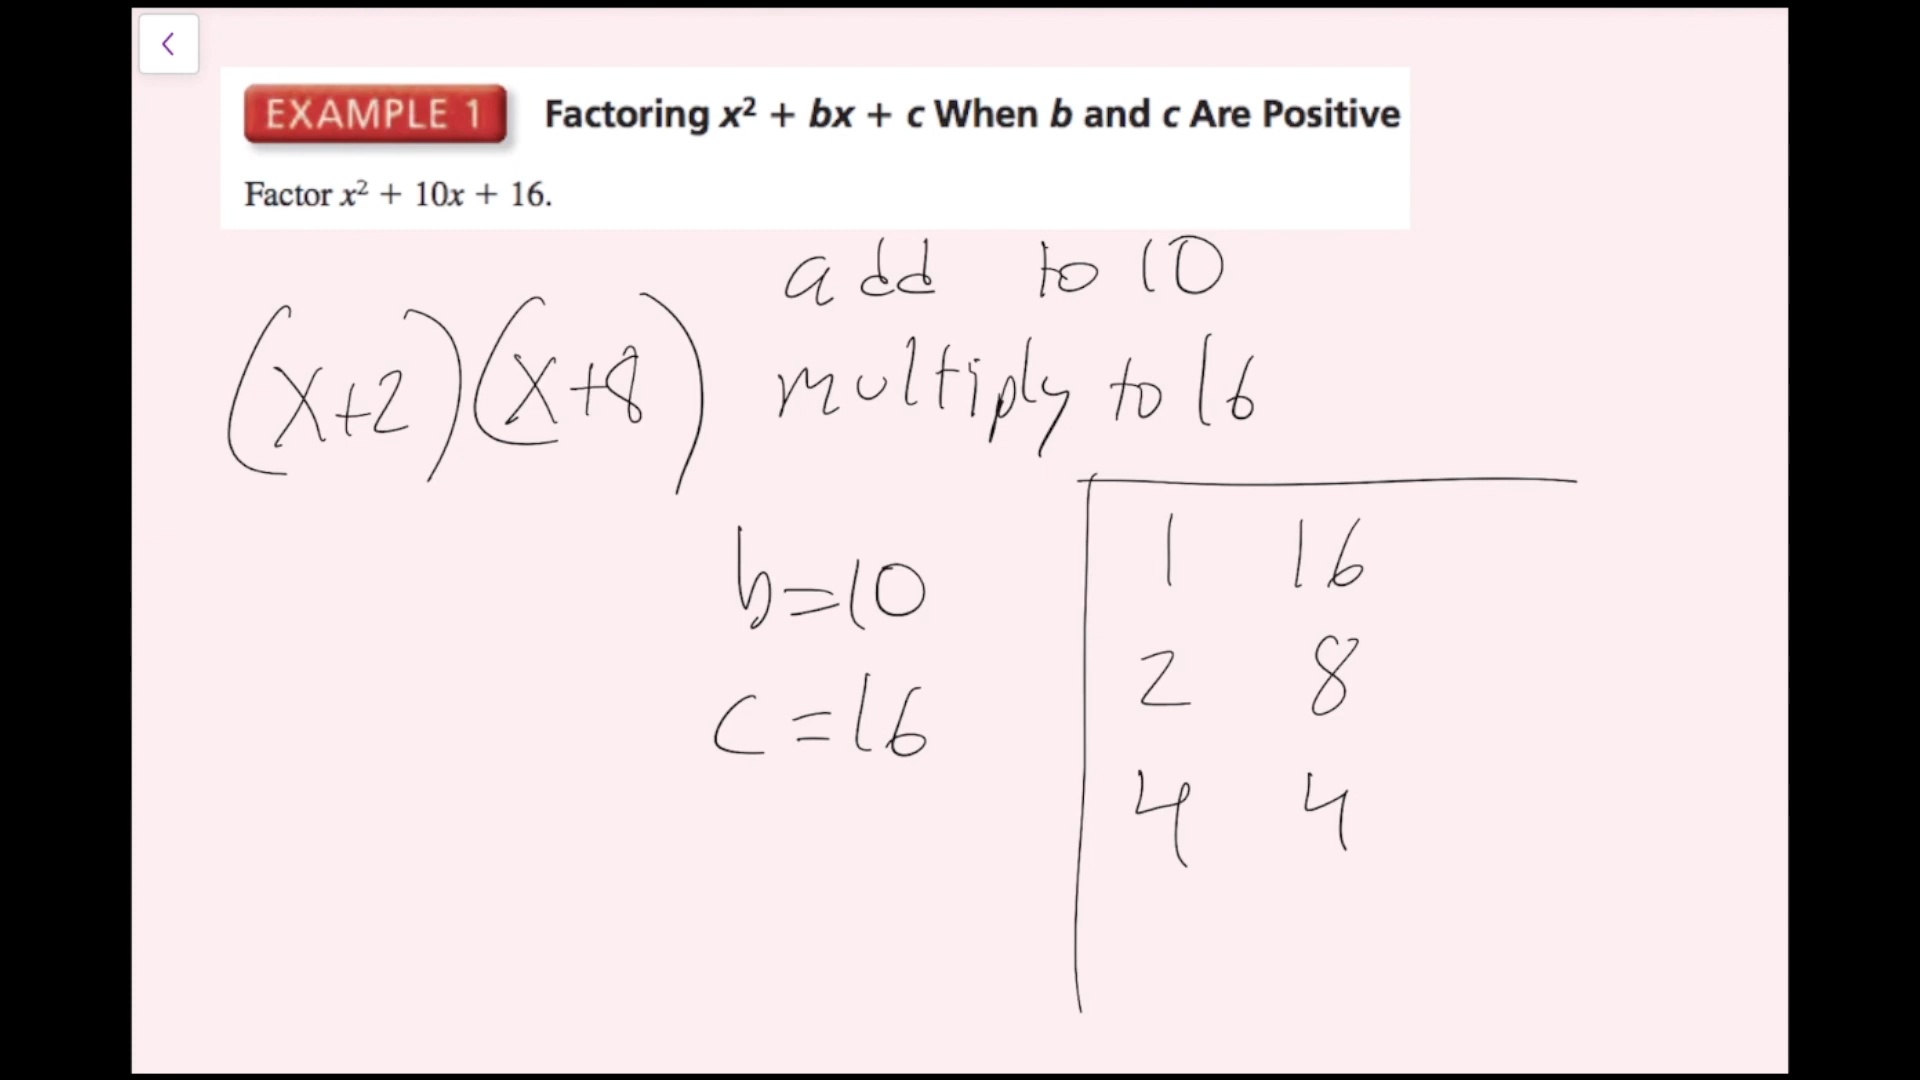 EXAMPLE 1 Factoring x² + bx + c When b and c Are Positive
Factor x² + 10x + 16.
add to 10
(x+2)(x+8) multiply to 16
b=10
c=16
1 16
2 8
4 4